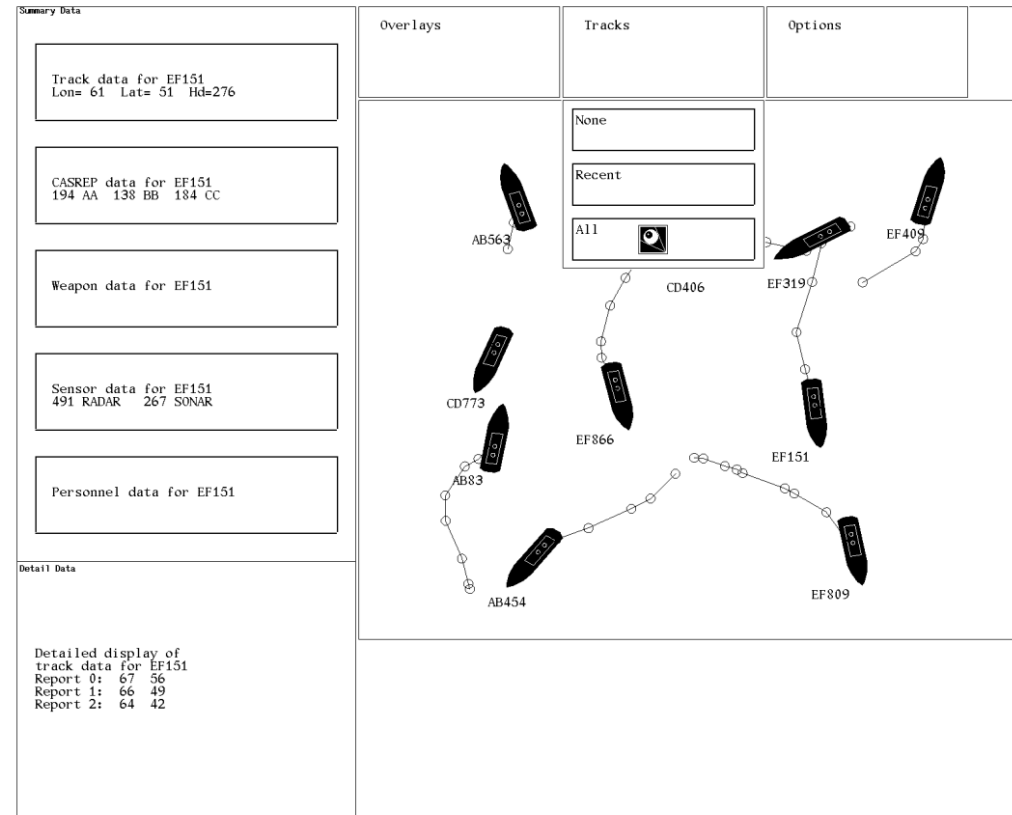 Summary Data
Track data for EF151
Lon= 61 Lat= 51 Hd=276
CASREP data for EF151
194 AA 138 BB 184 CC
Weapon data for EF151
Sensor data for EF151
491 RADAR 267 SONAR
Personnel data for EF151
Detail Data
Detailed display of
track data for EF151
Report 0: 67 56
Report 1: 66 49
Report 2: 64 42
Overlays
Tracks
Options
None
Recent
All
AB563
EF409
CD406
EF319
CD773
EF866
EF151
AB83
AB454
EF809